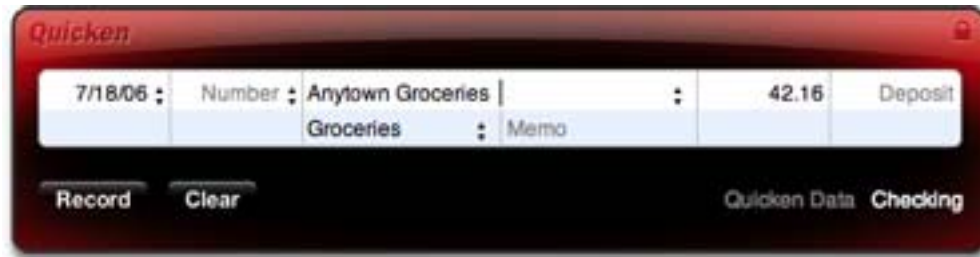 Quicken
7/18/06 Number Anytown Groceries 42.16 Deposit
Groceries Memo
Record Clear Quicken Data Checking